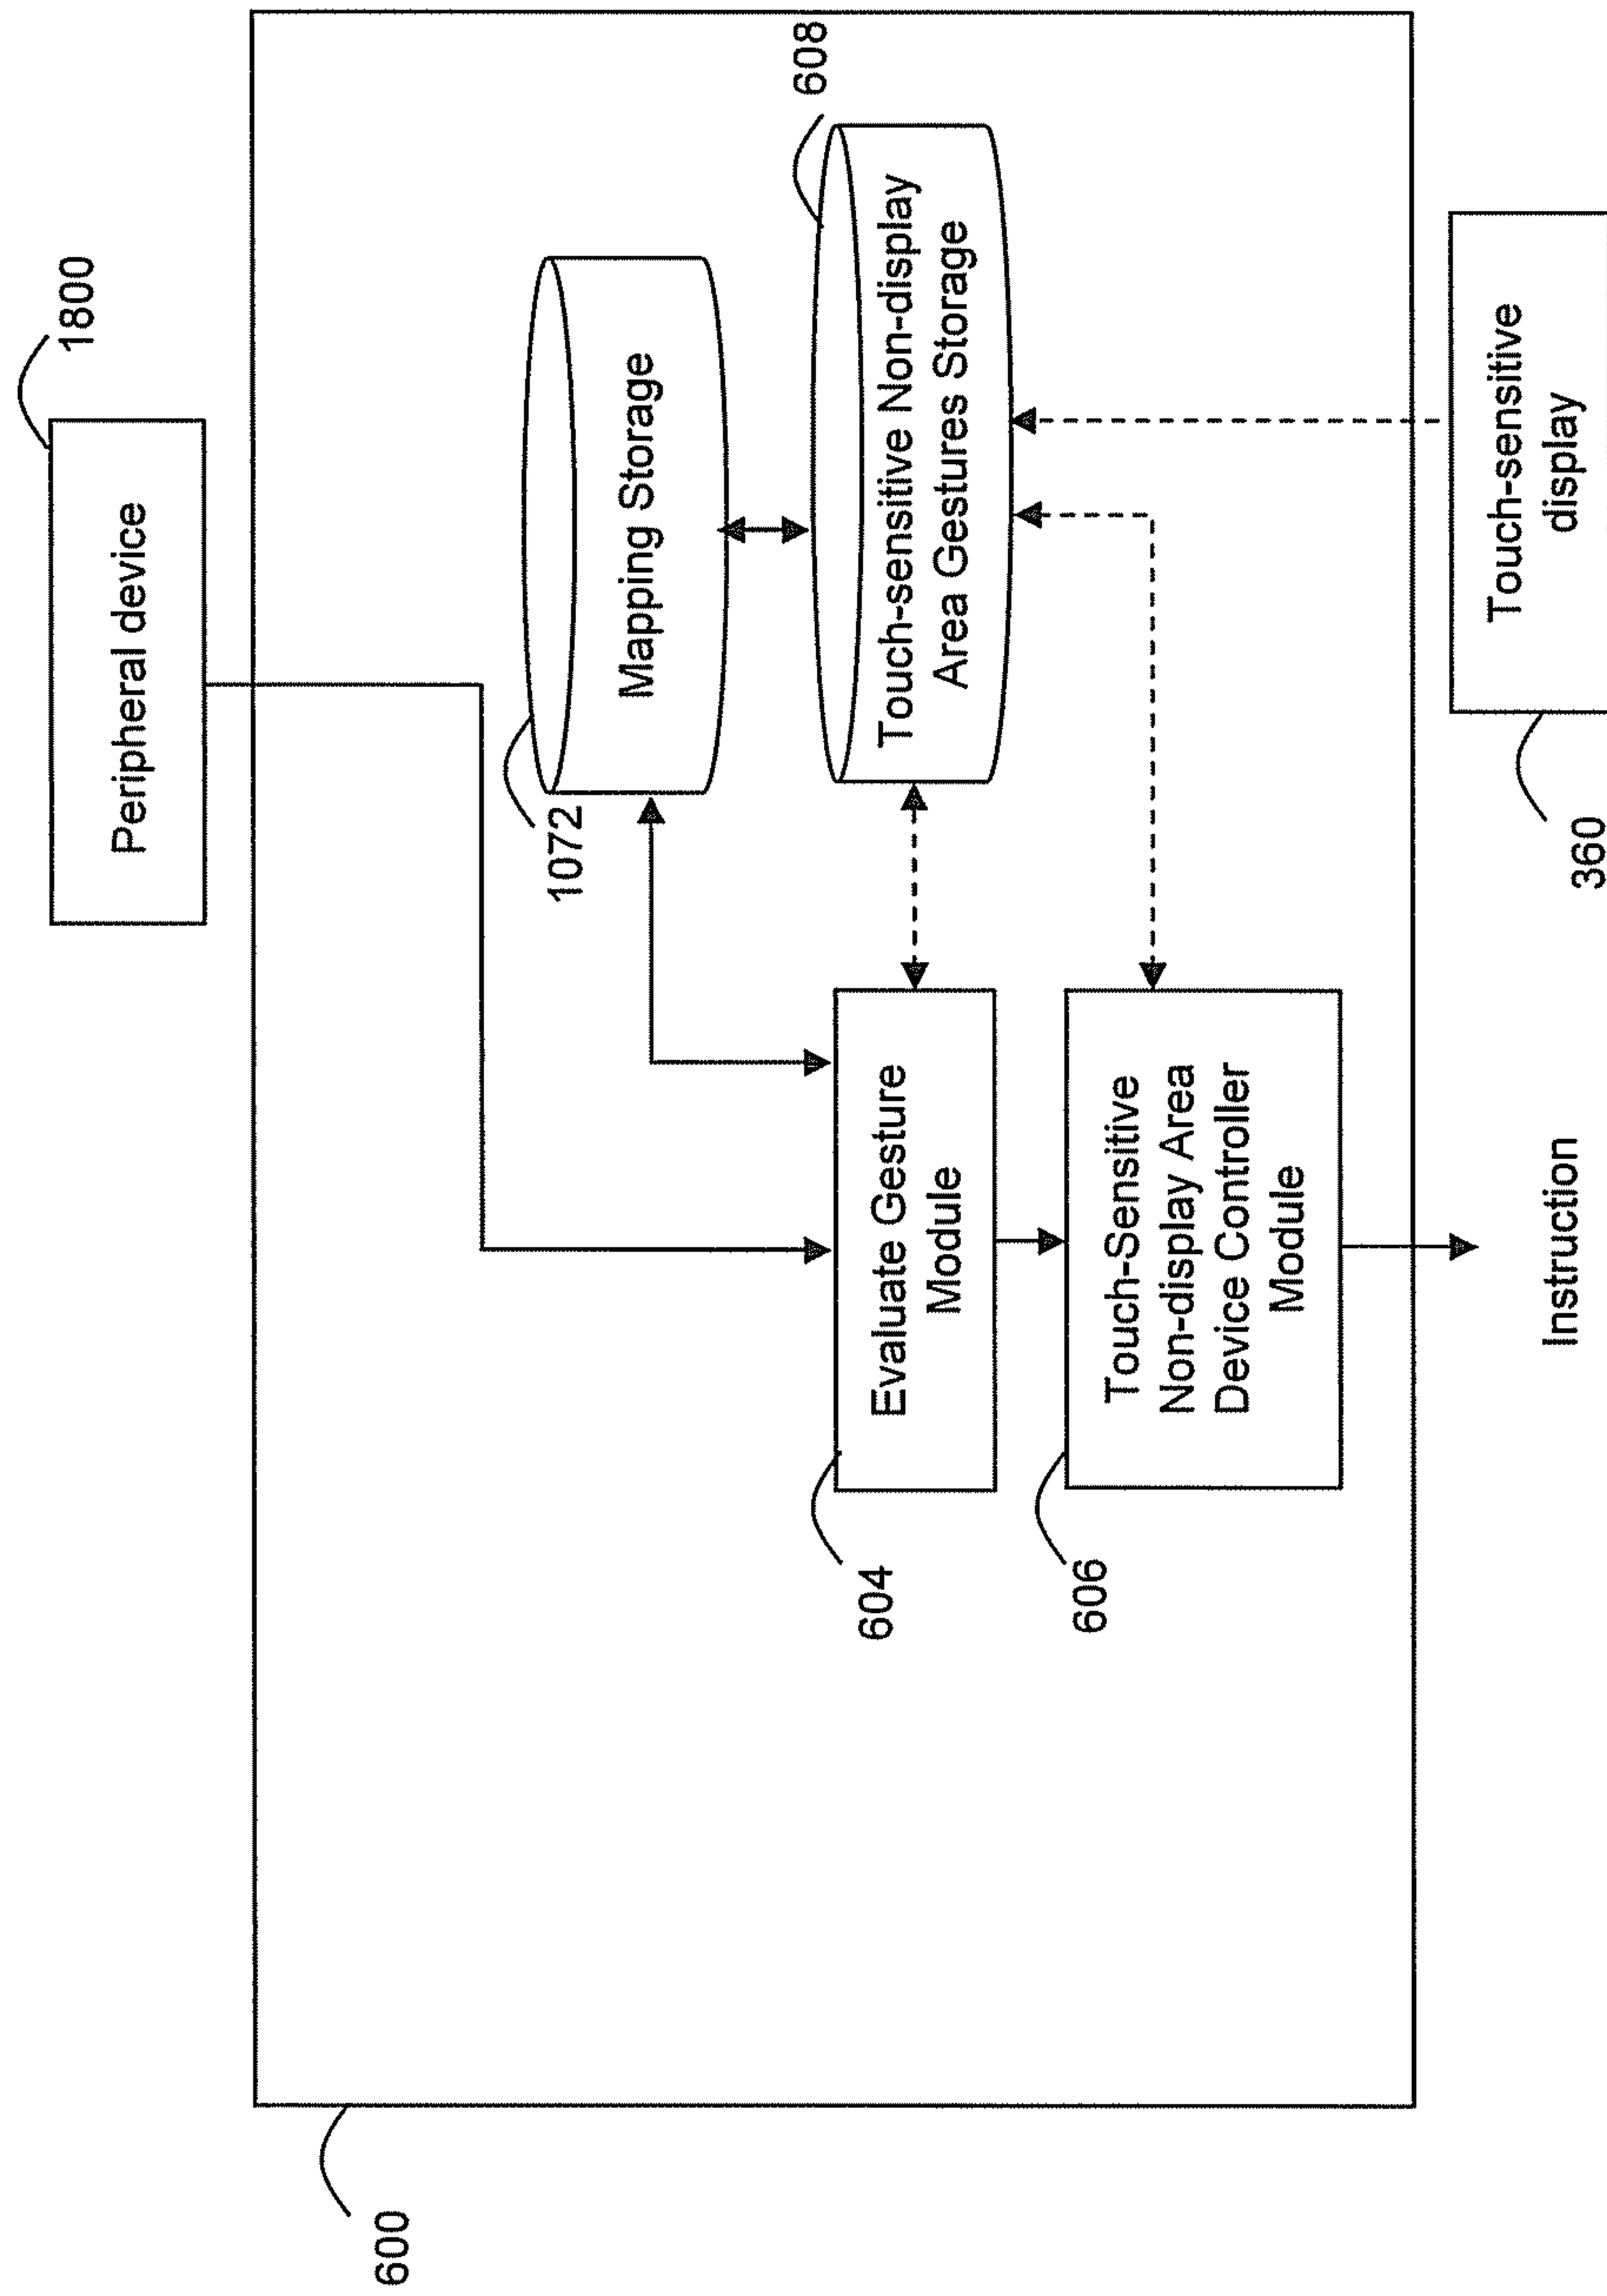 1800
Peripheral device
600
1072
Mapping Storage
608
Touch-sensitive Non-display
Area Gestures Storage
604
Evaluate Gesture
Module
606
Touch-Sensitive
Non-display Area
Device Controller
Module
Instruction
360
Touch-sensitive
display